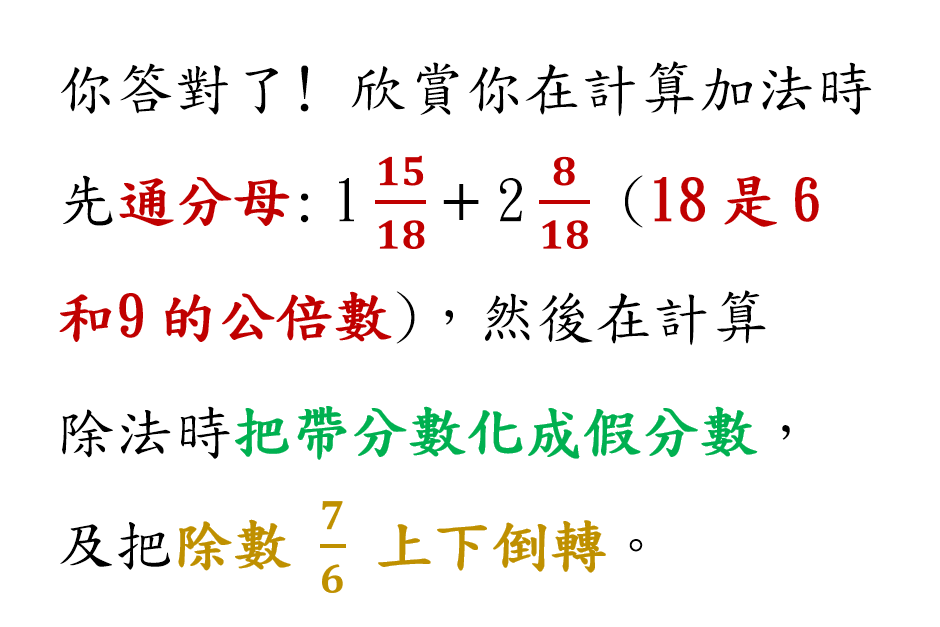 你答對了! 欣賞你在計算加法時
先通分母: 1 15/18 + 2 8/18 (18 是 6
和9 的公倍數),然後在計算
除法時把帶分數化成假分數,
及把除數 7/6 上下倒轉。